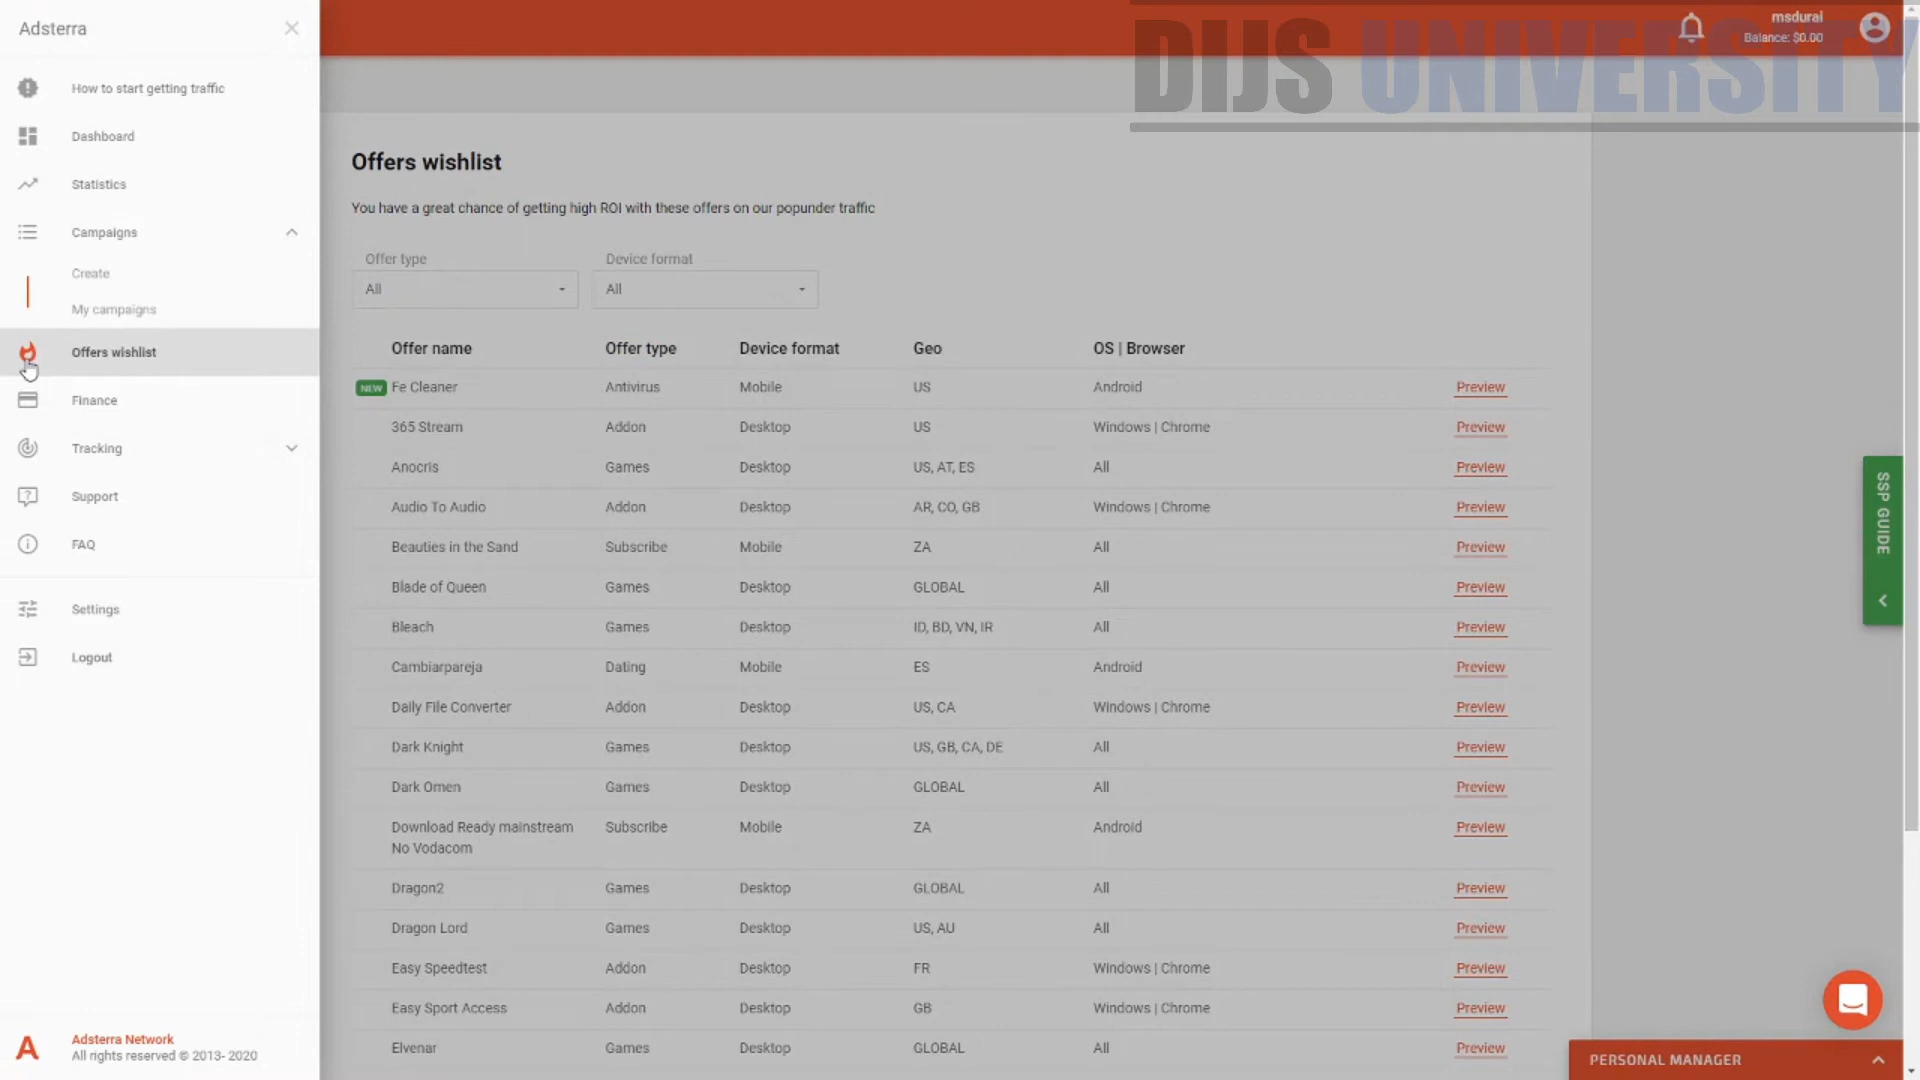 Adsterra
How to start getting traffic
Dashboard
Statistics
Campaigns
Create
My campaigns
Offers wishlist
Finance
Tracking
Support
FAQ
Settings
Logout
A
Adsterra Network
All rights reserved © 2013- 2020
msdurai
Balance: $0.00
DIJS UNIVERSITY
Offers wishlist
You have a great chance of getting high ROI with these offers on our popunder traffic
Offer type Device format
All All
Offer name Offer type Device format Geo OS | Browser
NEW Fe Cleaner Antivirus Mobile US Android Preview
365 Stream Addon Desktop US Windows | Chrome Preview
Anocris Games Desktop US, AT, ES All Preview
Audio To Audio Addon Desktop AR, CO, GB Windows | Chrome Preview
Beauties in the Sand Subscribe Mobile ZA All Preview
Blade of Queen Games Desktop GLOBAL All Preview
Bleach Games Desktop ID, BD, VN, IR All Preview
Cambiarpareja Dating Mobile ES Android Preview
Daily File Converter Addon Desktop US, CA Windows | Chrome Preview
Dark Knight Games Desktop US, GB, CA, DE All Preview
Dark Omen Games Desktop GLOBAL All Preview
Download Ready mainstream Subscribe Mobile ZA Android Preview
No Vodacom
Dragon2 Games Desktop GLOBAL All Preview
Dragon Lord Games Desktop US, AU All Preview
Easy Speedtest Addon Desktop FR Windows | Chrome Preview
Easy Sport Access Addon Desktop GB Windows | Chrome Preview
Elvenar Games Desktop GLOBAL All Preview
SSP GUIDE
PERSONAL MANAGER